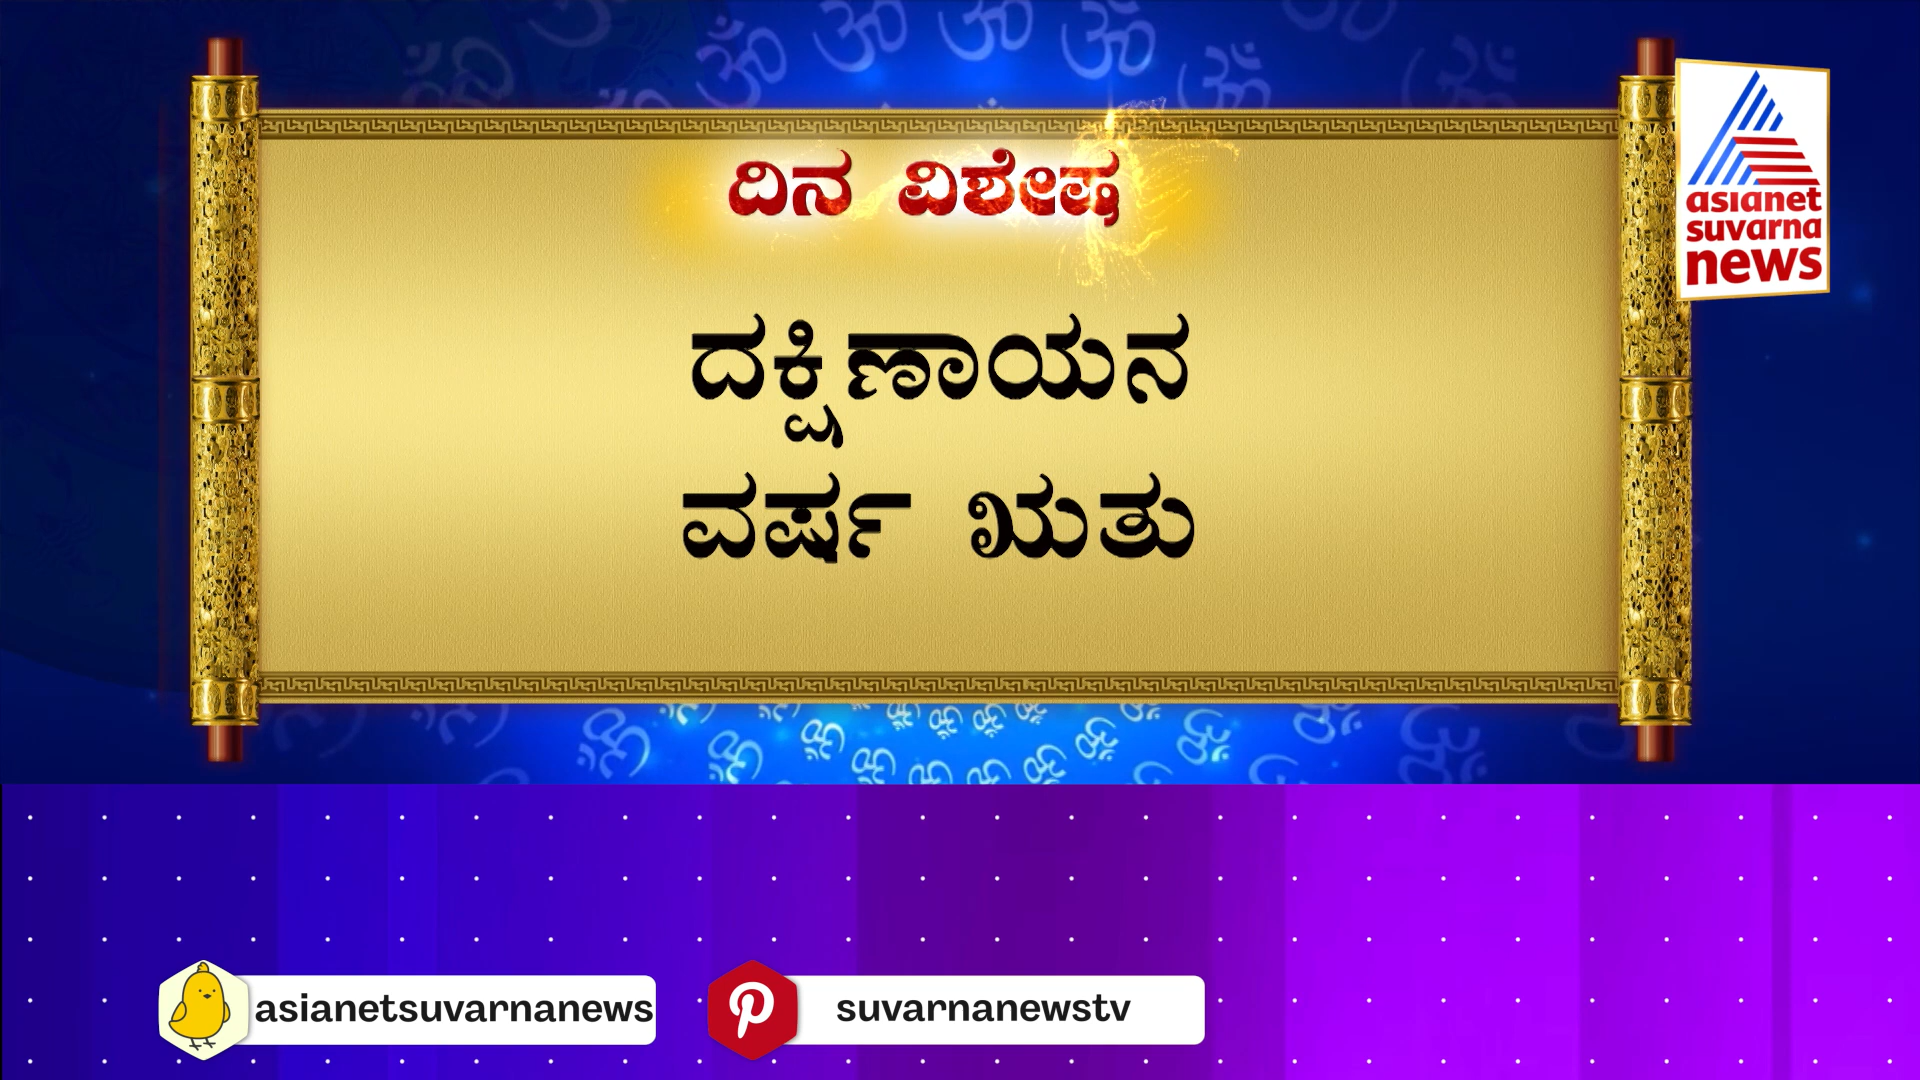 ದಿನ ವಿಶೇಷ
asianet
suvarna
news
ದಕ್ಷಿಣಾಯನ
ವರ್ಷ ಋತು
asianetsuvarnanews
suvarnanewstv